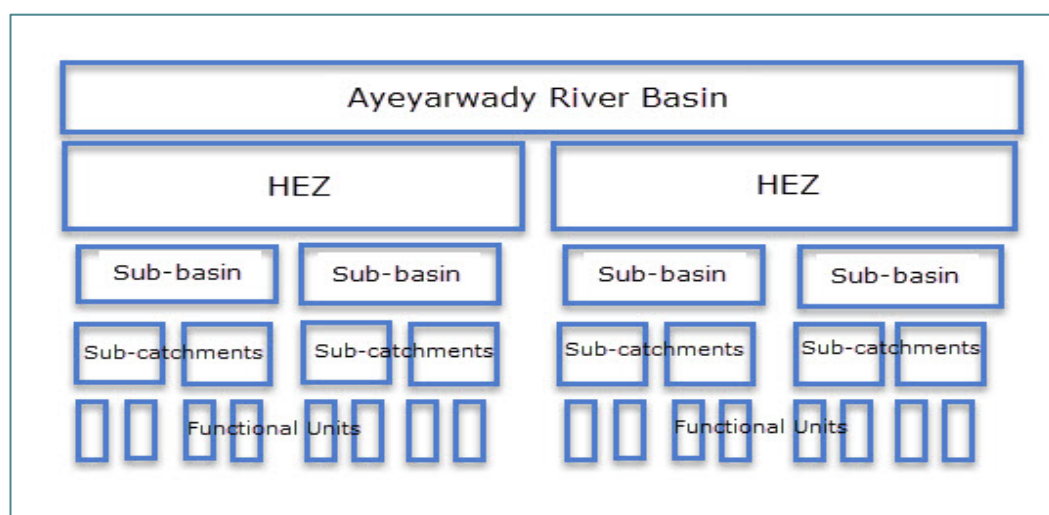 Ayeyarwady River Basin
HEZ
HEZ
Sub-basin
Sub-basin
Sub-basin
Sub-basin
Sub-catchments
Sub-catchments
Sub-catchments
Sub-catchments
Functional Units
Functional Units